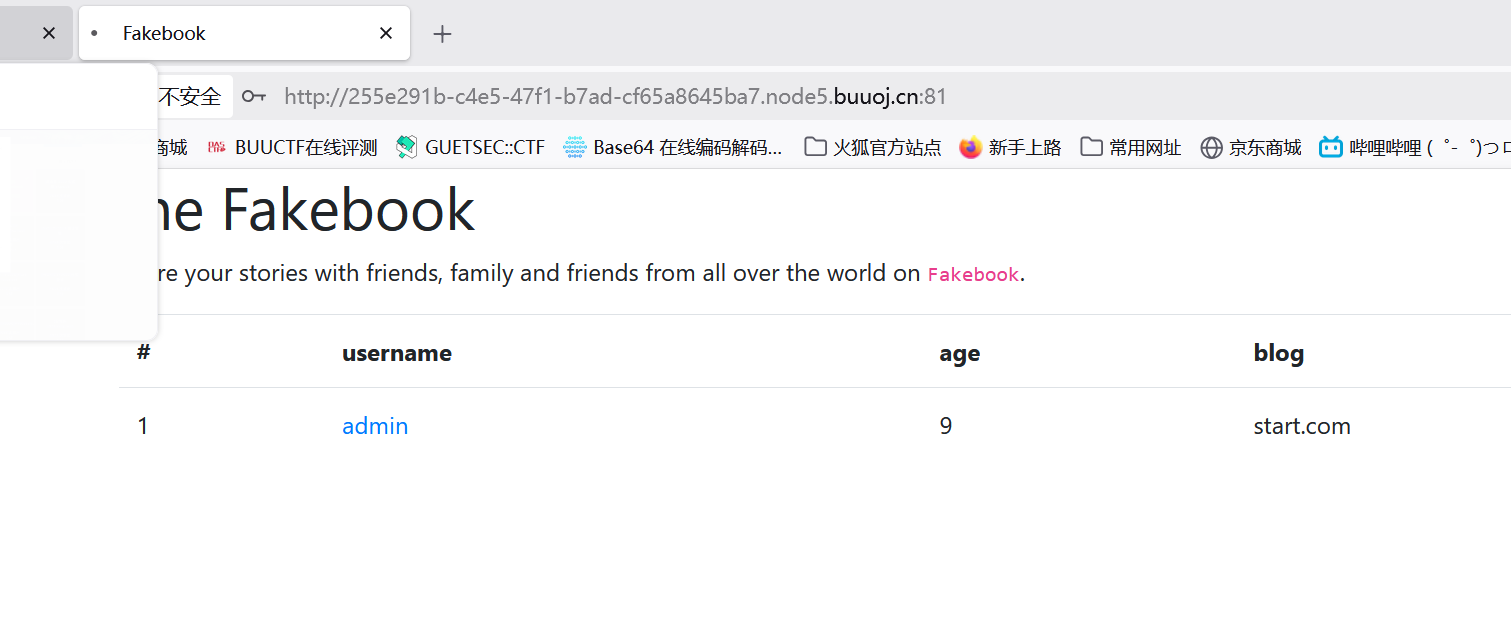 Fakebook
不安全 http://255e291b-c4e5-47f1-b7ad-cf65a8645ba7.node5.buuoj.cn:81
商城 BUUCTF在线评测 GUETSEC::CTF Base64 在线编码解码... 火狐官方站点 新手上路 常用网址 京东商城 哔哩哔哩 ( ゜- ゜)つロ
he Fakebook
re your stories with friends, family and friends from all over the world on Fakebook.
# username age blog
1 admin 9 start.com